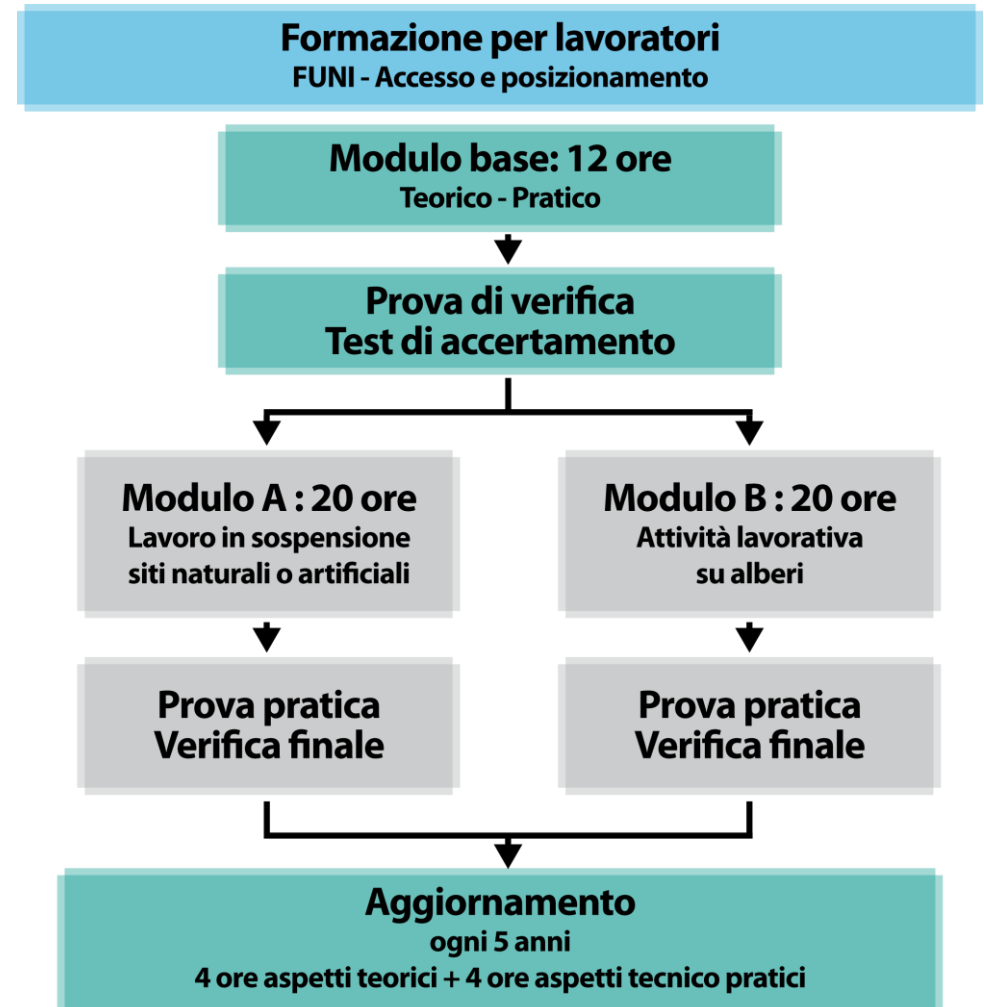 Formazione per lavoratori
FUNI - Accesso e posizionamento
Modulo base: 12 ore
Teorico - Pratico
Prova di verifica
Test di accertamento
Modulo A : 20 ore
Lavoro in sospensione
siti naturali o artificiali
Modulo B : 20 ore
Attività lavorativa
su alberi
Prova pratica
Verifica finale
Prova pratica
Verifica finale
Aggiornamento
ogni 5 anni
4 ore aspetti teorici + 4 ore aspetti tecnico pratici